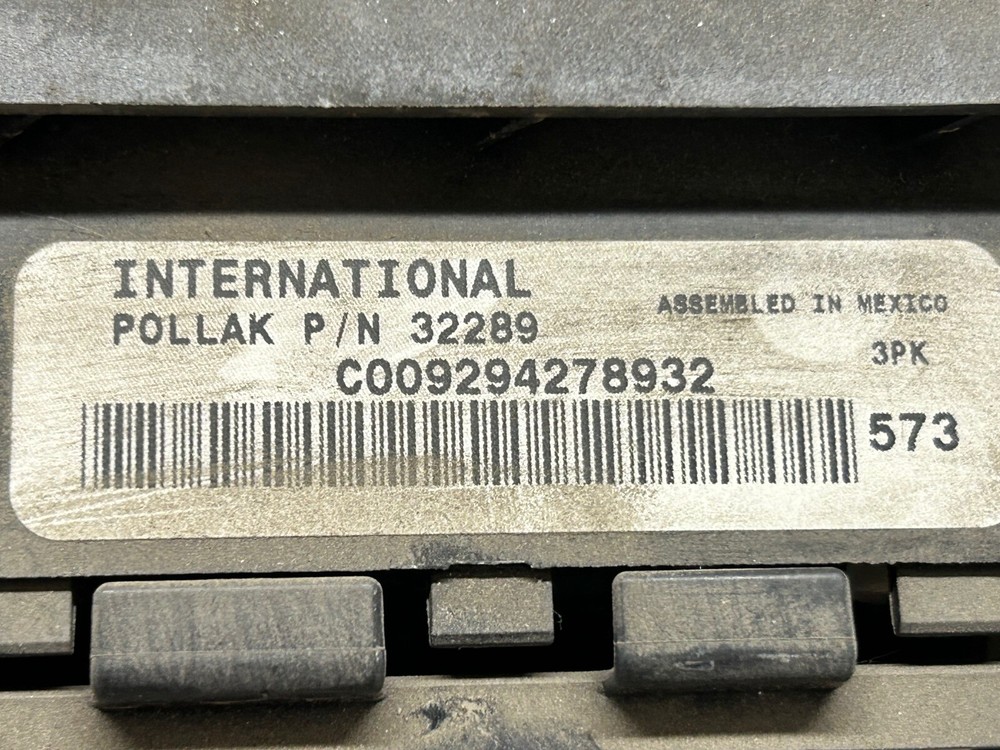 INTERNATIONAL
ASSEMBLED IN MEXICO
POLLAK P/N 32289
3PK
C009294278932
573